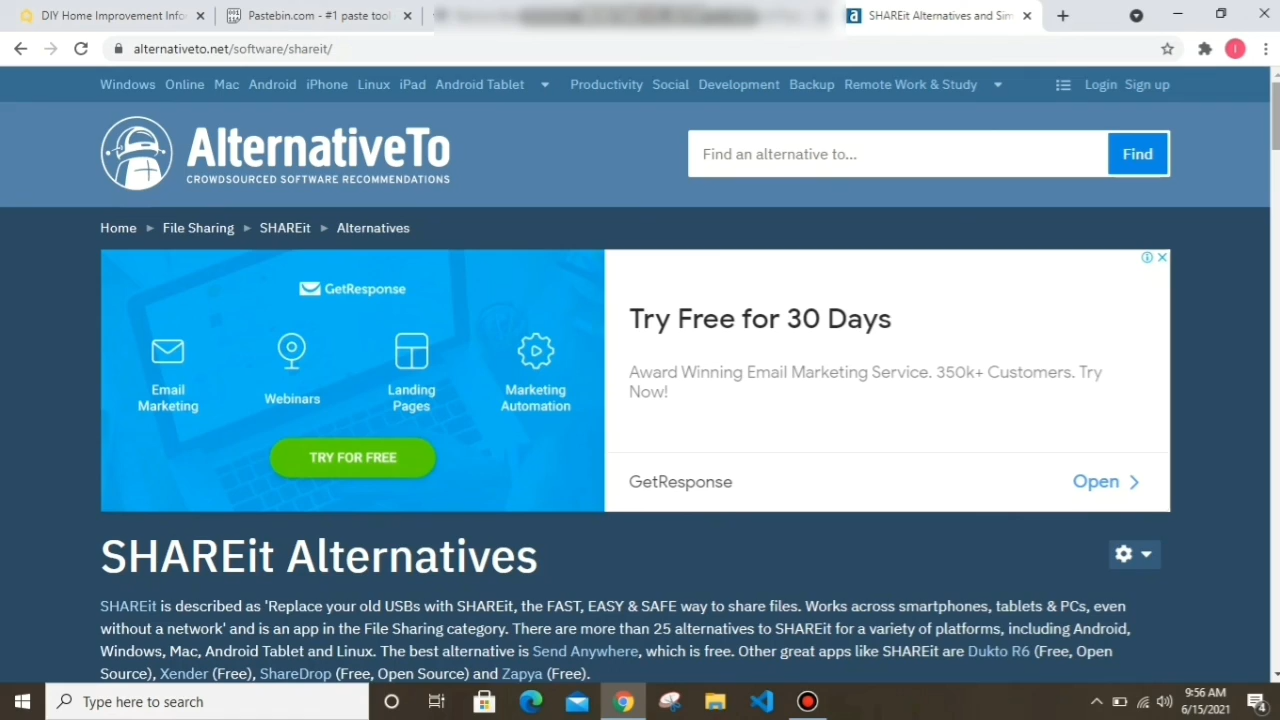 DIY Home Improvement Info
Pastebin.com - #1 paste tool
SHAREit Alternatives and Sim
alternativeto.net/software/shareit/
Windows Online Mac Android iPhone Linux iPad Android Tablet Productivity Social Development Backup Remote Work & Study Login Sign up
AlternativeTo
CROWDSOURCED SOFTWARE RECOMMENDATIONS
Find an alternative to...
Find
Home File Sharing SHAREit Alternatives
GetResponse
Email Marketing
Webinars
Landing Pages
Marketing Automation
TRY FOR FREE
Try Free for 30 Days
Award Winning Email Marketing Service. 350k+ Customers. Try
Now!
GetResponse
Open
SHAREit Alternatives
SHAREit is described as 'Replace your old USBs with SHAREit, the FAST, EASY & SAFE way to share files. Works across smartphones, tablets & PCs, even
without a network' and is an app in the File Sharing category. There are more than 25 alternatives to SHAREit for a variety of platforms, including Android,
Windows, Mac, Android Tablet and Linux. The best alternative is Send Anywhere, which is free. Other great apps like SHAREit are Dukto R6 (Free, Open
Source), Xender (Free), ShareDrop (Free, Open Source) and Zapya (Free).
Type here to search
9:56 AM
6/15/2021
4